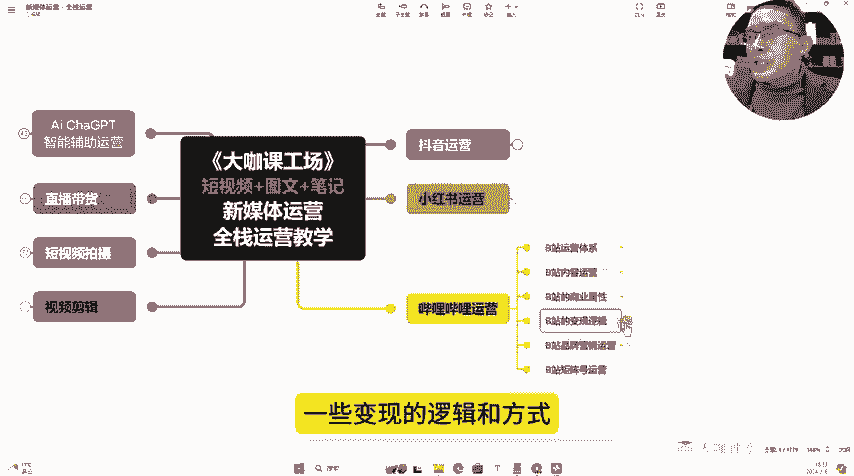 新媒体运营·全栈运营
Ai ChaGPT
智能辅助运营
直播带货
短视频拍摄
视频剪辑
《大咖课工场》
短视频+图文+笔记
新媒体运营
全栈运营教学
抖音运营
小红书运营
哔哩哔哩运营
B站运营体系
B站内容运营
B站的商业属性
B站的变现逻辑
B站品牌营销运营
B站矩阵号运营
一些变现的逻辑和方式